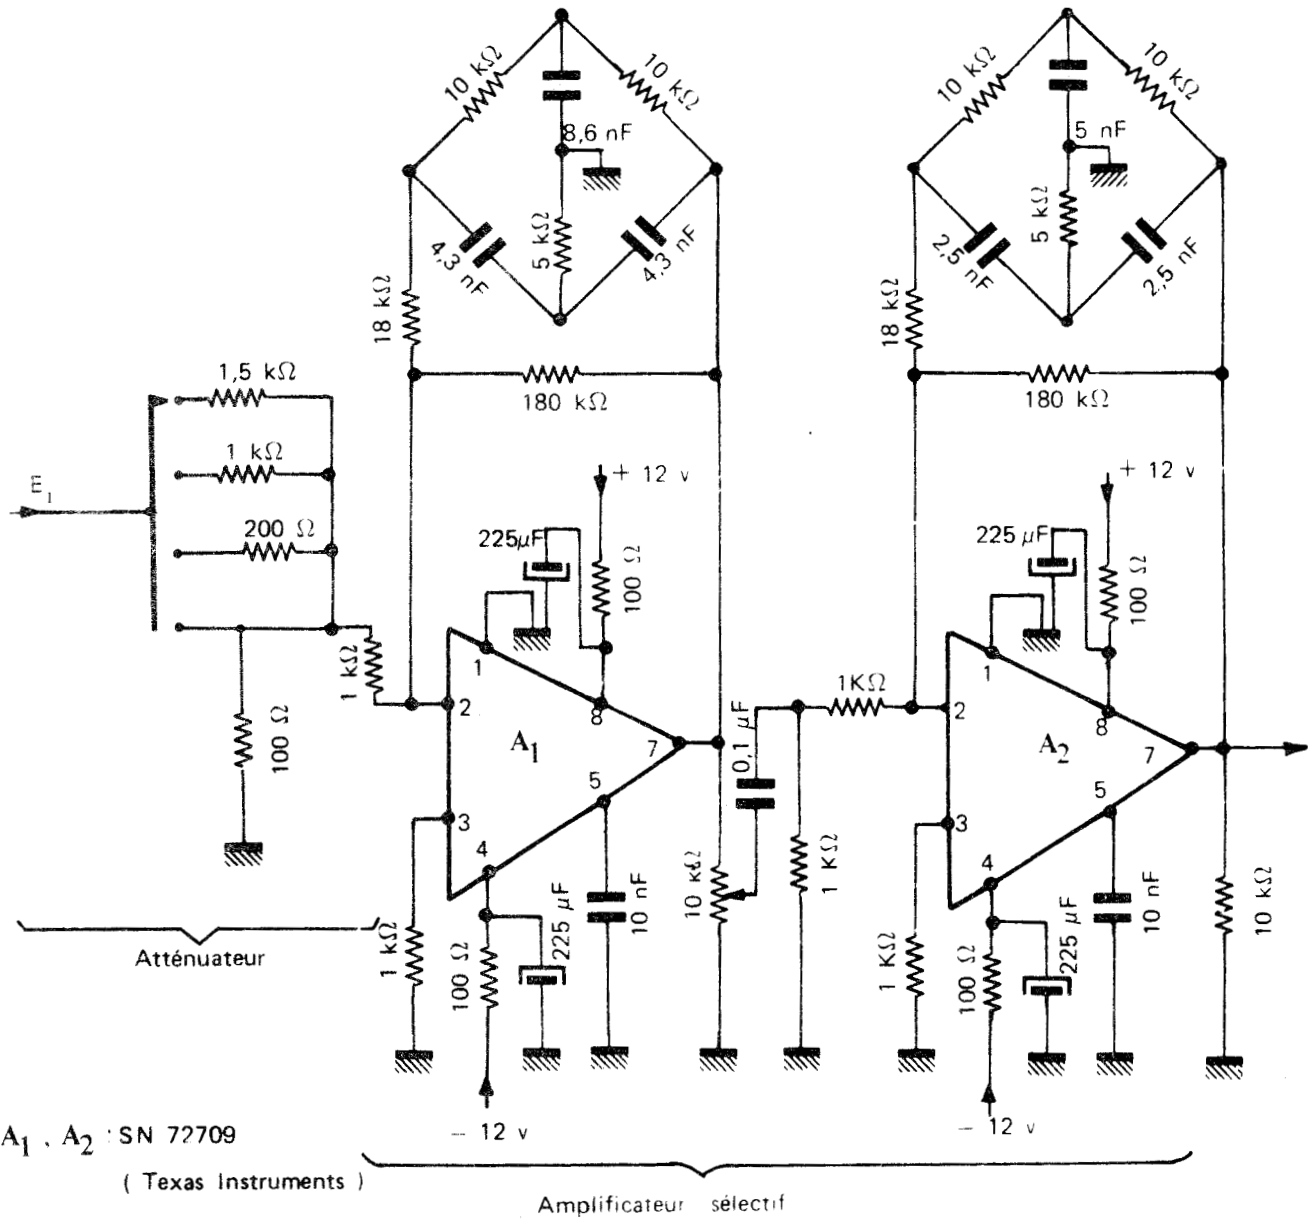 10 kΩ
10 kΩ
8,6 nF
4,3 nF
5 kΩ
4,3 nF
18 kΩ
180 kΩ
10 kΩ
10 kΩ
5 nF
2,5 nF
5 kΩ
2,5 nF
18 kΩ
180 kΩ
1,5 kΩ
1 kΩ
200 Ω
E1
1 kΩ
100 Ω
Atténuateur
+ 12 v
225µF
100 Ω
1
2
8
A1
7
3
5
4
1 kΩ
100 Ω
225 µF
10 nF
10 kΩ
- 12 v
0,1 µF
1KΩ
1 KΩ
+ 12 v
225 µF
100 Ω
1
2
8
A2
7
3
5
4
1 KΩ
100 Ω
225 µF
10 nF
10 kΩ
- 12 v
A1 , A2 : SN 72709
( Texas Instruments )
Amplificateur sélectif